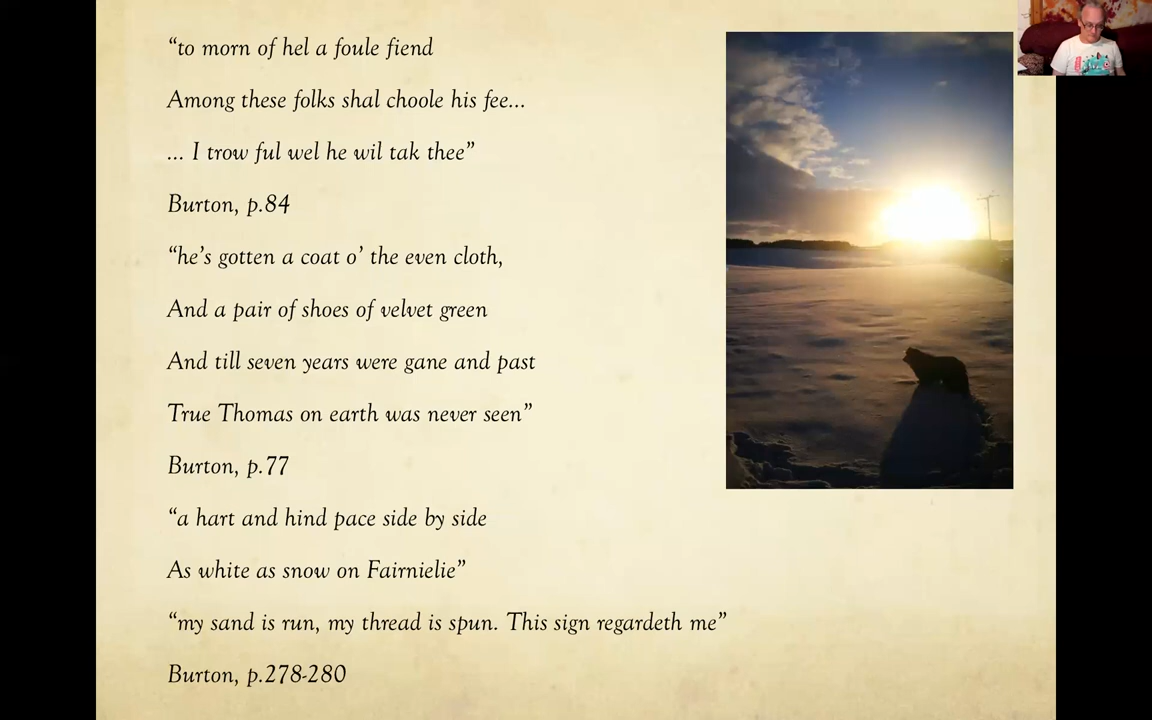 “to morn of hel a foule fiend
Among these folks shal choole his fee...
... I trow ful wel he wil tak thee”
Burton, p.84
“he’s gotten a coat o’ the even cloth,
And a pair of shoes of velvet green
And till seven years were gane and past
True Thomas on earth was never seen”
Burton, p.77
“a hart and hind pace side by side
As white as snow on Fairnielie”
“my sand is run, my thread is spun. This sign regardeth me”
Burton, p.278-280